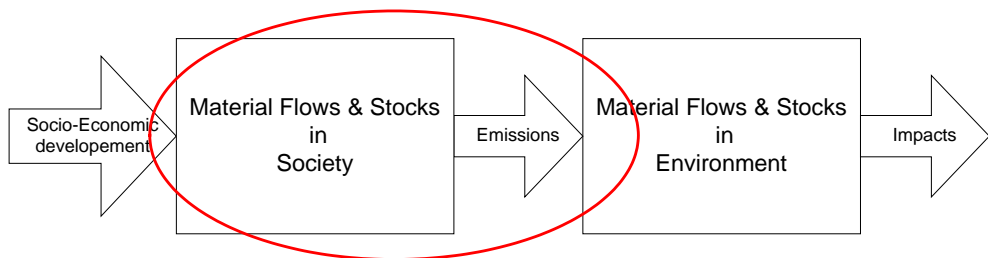 Socio-Economic
developement
Material Flows & Stocks
in
Society
Emissions
Material Flows & Stocks
in
Environment
Impacts